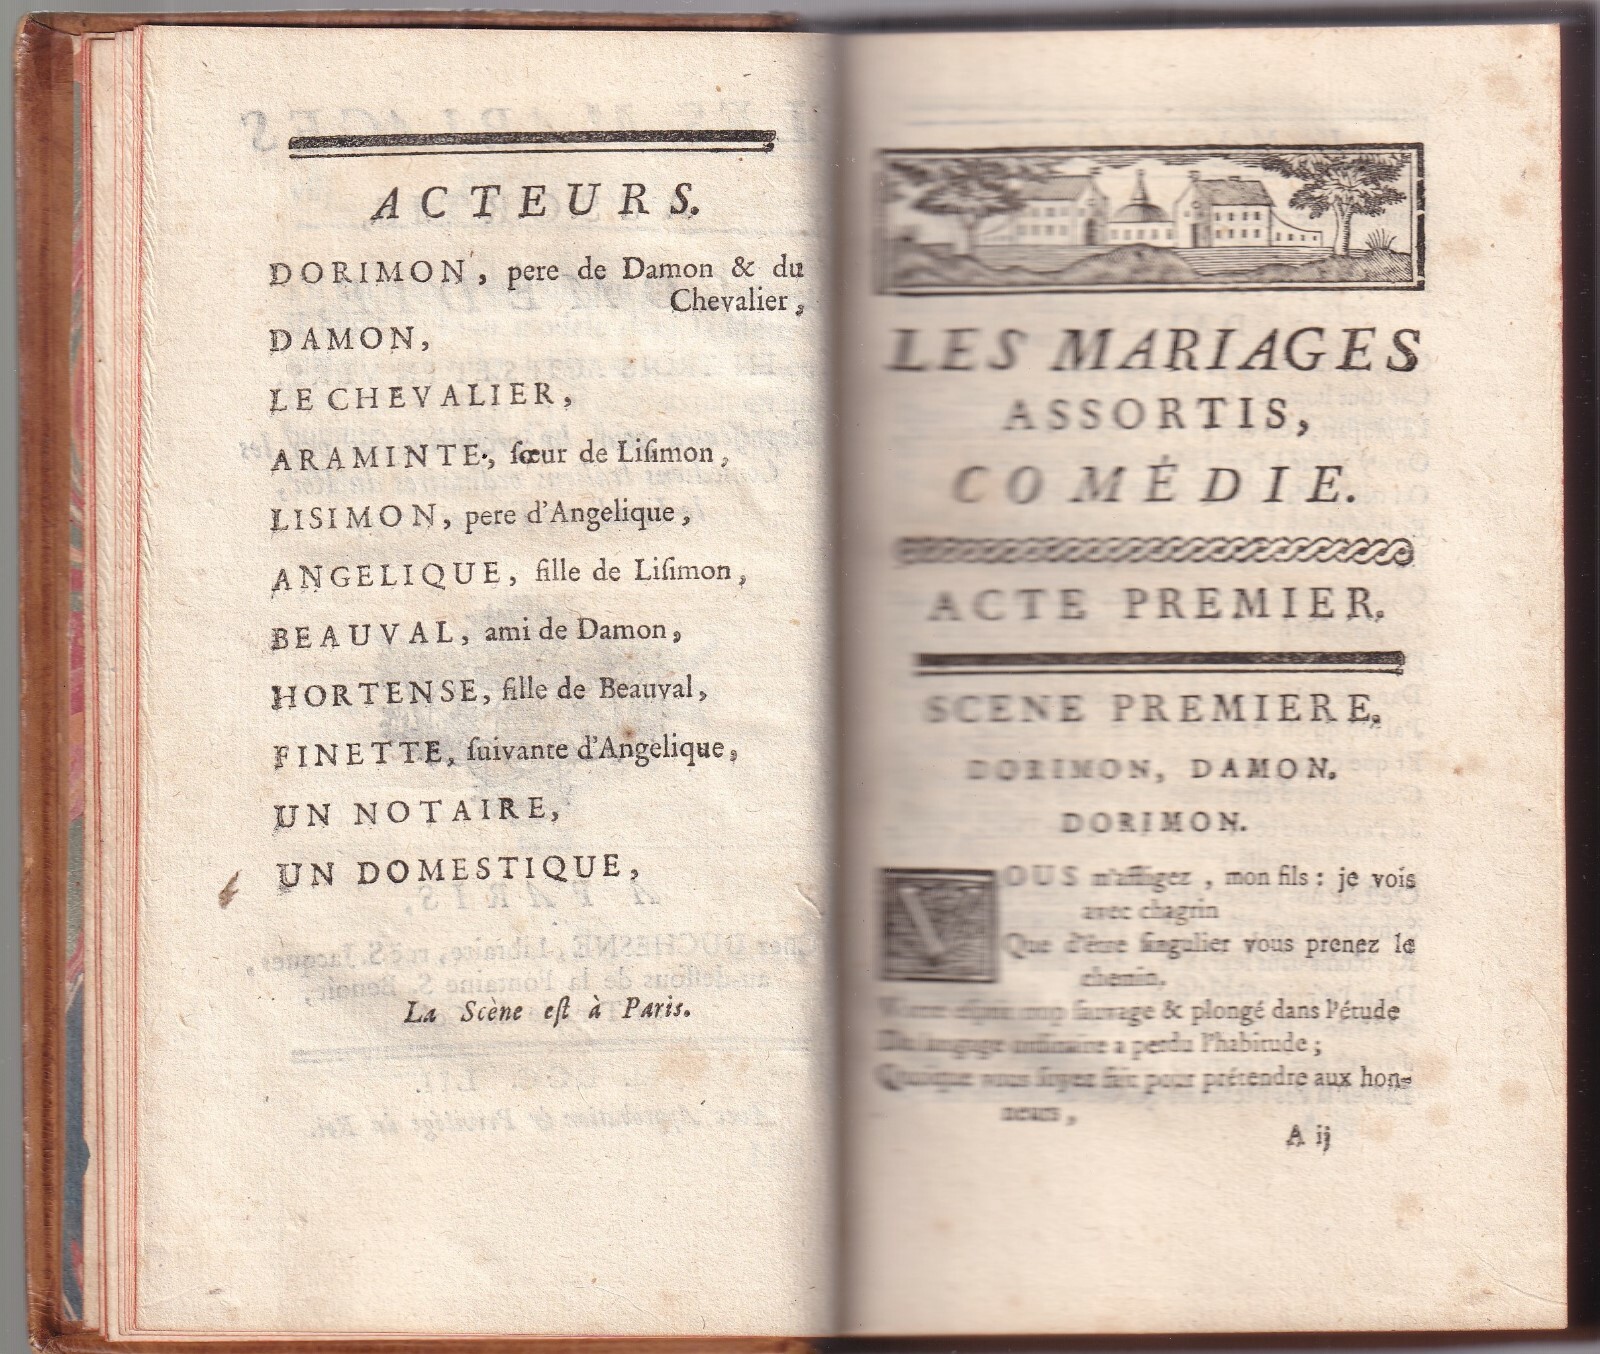 ACTEURS.
DORIMON, pere de Damon & du
Chevalier,
DAMON,
LE CHEVALIER,
ARAMINTE, ſœur de Liſimon,
LISIMON, pere d'Angelique,
ANGELIQUE, fille de Liſimon,
BEAUVAL, ami de Damon,
HORTENSE, fille de Beauval,
FINETTE, ſuivante d'Angelique,
UN NOTAIRE,
UN DOMESTIQUE,
La Scène eſt à Paris.
LES MARIAGES
ASSORTIS,
COMÉDIE.
ACTE PREMIER.
SCENE PREMIERE.
DORIMON, DAMON.
DORIMON.
VOUS m'affligez, mon fils : je vois
avec chagrin
Que d'être ſingulier vous prenez le
chemin,
ſauvage & plongé dans l'étude
a perdu l'habitude ;
Quoique vous ſoyez fait pour prétendre aux hon-
neurs,
A ij